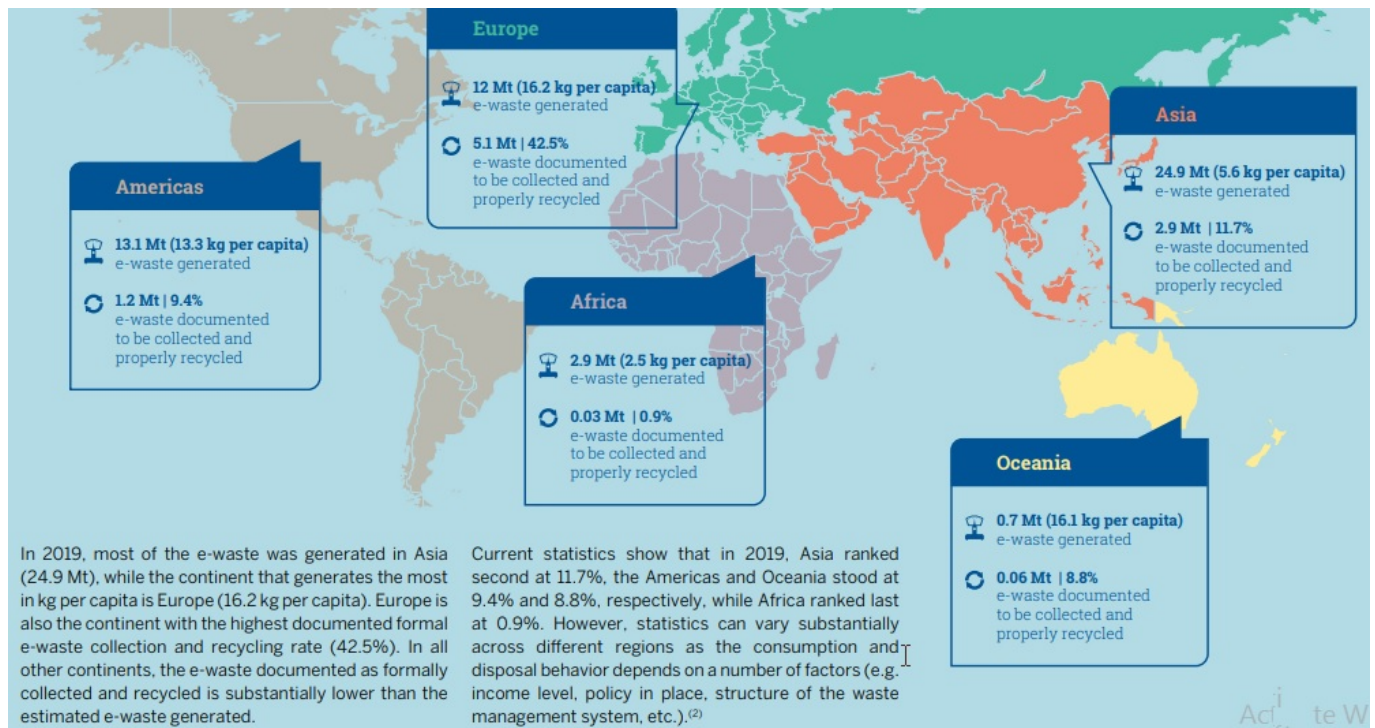 Europe
12 Mt (16.2 kg per capita)
e-waste generated
5.1 Mt | 42.5%
e-waste documented
to be collected and
properly recycled
Asia
24.9 Mt (5.6 kg per capita)
e-waste generated
2.9 Mt | 11.7%
e-waste documented
to be collected and
properly recycled
Americas
13.1 Mt (13.3 kg per capita)
e-waste generated
1.2 Mt | 9.4%
e-waste documented
to be collected and
properly recycled
Africa
2.9 Mt (2.5 kg per capita)
e-waste generated
0.03 Mt | 0.9%
e-waste documented
to be collected and
properly recycled
Oceania
0.7 Mt (16.1 kg per capita)
e-waste generated
0.06 Mt | 8.8%
e-waste documented
to be collected and
properly recycled
In 2019, most of the e-waste was generated in Asia
(24.9 Mt), while the continent that generates the most
in kg per capita is Europe (16.2 kg per capita). Europe is
also the continent with the highest documented formal
e-waste collection and recycling rate (42.5%). In all
other continents, the e-waste documented as formally
collected and recycled is substantially lower than the
estimated e-waste generated.
Current statistics show that in 2019, Asia ranked
second at 11.7%, the Americas and Oceania stood at
9.4% and 8.8%, respectively, while Africa ranked last
at 0.9%. However, statistics can vary substantially
across different regions as the consumption and
disposal behavior depends on a number of factors (e.g.
income level, policy in place, structure of the waste
management system, etc.).(2)